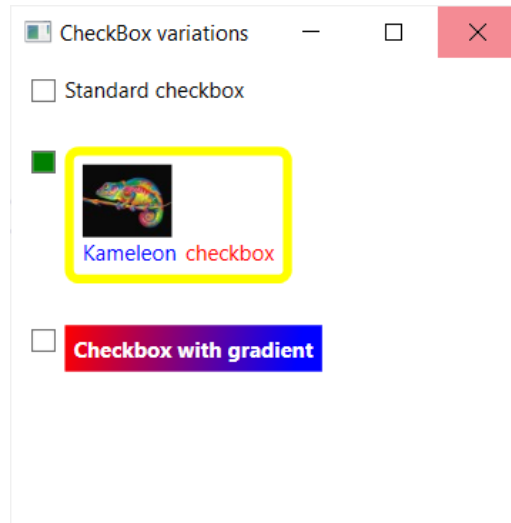 CheckBox variations
Standard checkbox
Kameleon checkbox
Checkbox with gradient